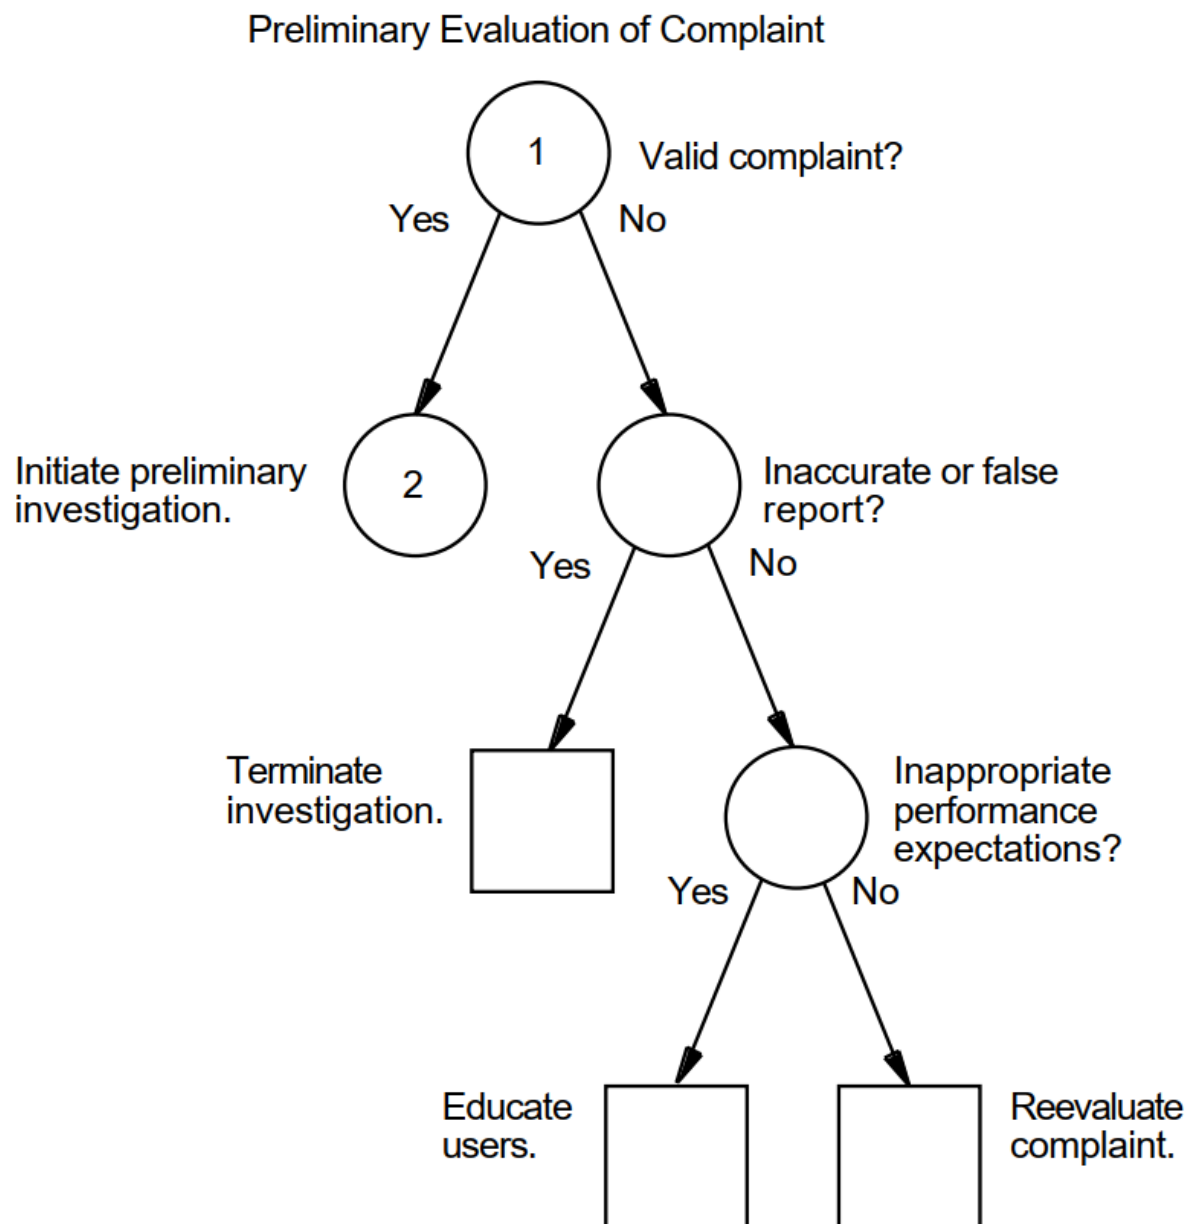 Preliminary Evaluation of Complaint
1
Valid complaint?
Yes
No
Initiate preliminary
investigation.
2
Inaccurate or false
report?
Yes
No
Terminate
investigation.
Inappropriate
performance
expectations?
Yes
No
Educate
users.
Reevaluate
complaint.